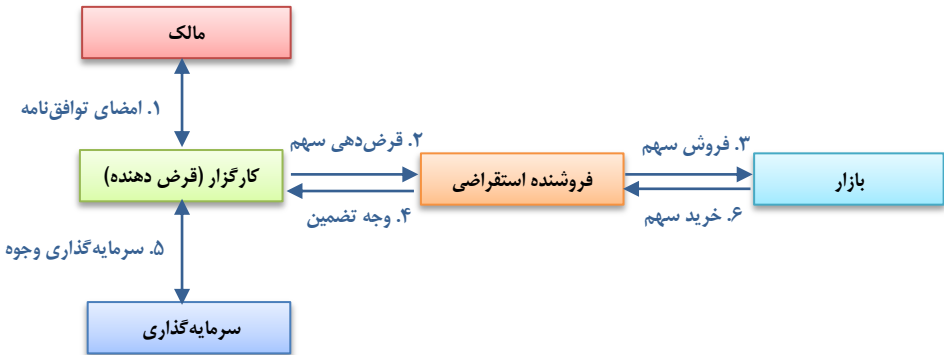 مالک
۱. امضای توافق‌نامه
۲. قرض‌دهی سهم
۳. فروش سهم
کارگزار (قرض دهنده)
فروشنده استقراضی
بازار
۴. وجه تضمین
۶. خرید سهم
۵. سرمایه‌گذاری وجوه
سرمایه‌گذاری